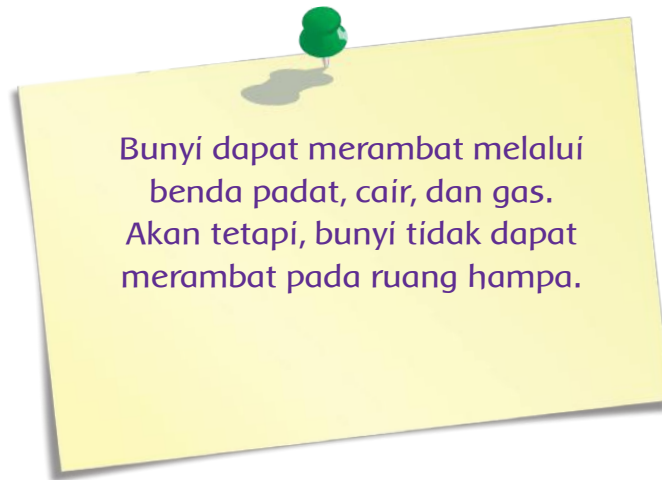 Bunyi dapat merambat melalui
benda padat, cair, dan gas.
Akan tetapi, bunyi tidak dapat
merambat pada ruang hampa.